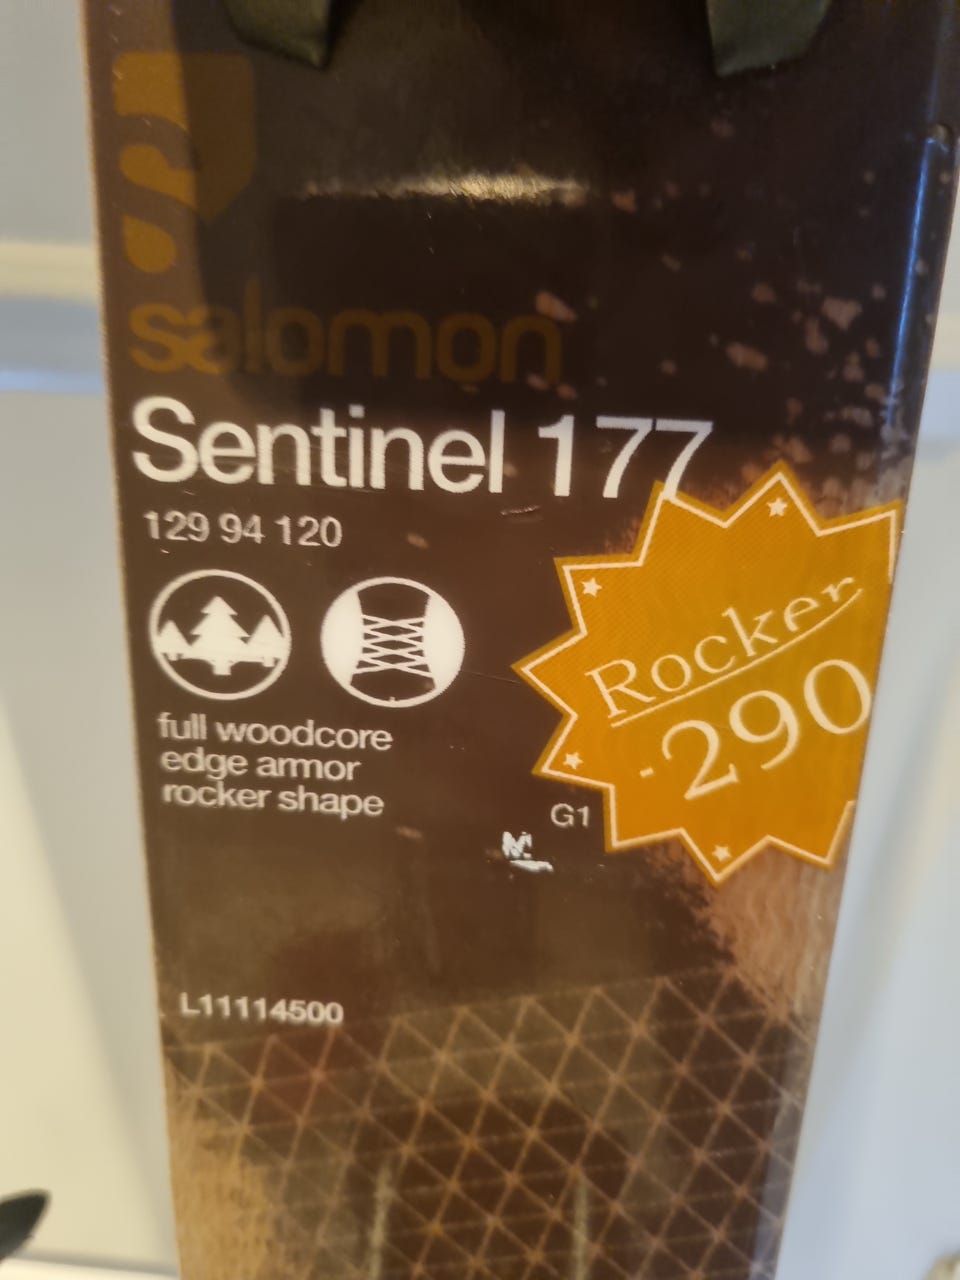 salomon
Sentinel 177
129 94 120
full woodcore
edge armor
rocker shape
Rocker
-290
G1
L11114500